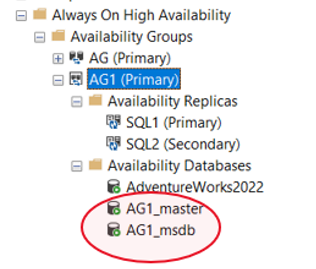 Always On High Availability
Availability Groups
AG (Primary)
AG1 (Primary)
Availability Replicas
SQL1 (Primary)
SQL2 (Secondary)
Availability Databases
AdventureWorks2022
AG1_master
AG1_msdb